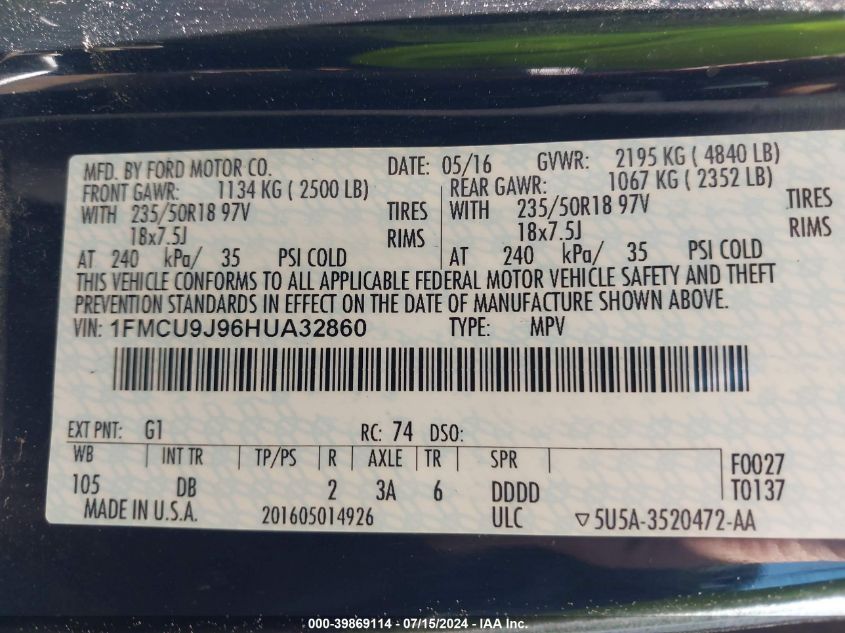 MFD. BY FORD MOTOR CO. DATE: 05/16 GVWR: 2195 KG ( 4840 LB)
FRONT GAWR: 1134 KG ( 2500 LB) REAR GAWR: 1067 KG ( 2352 LB)
WITH 235/50R18 97V TIRES WITH 235/50R18 97V TIRES
18x7.5J RIMS 18x7.5J RIMS
AT 240 kPa/ 35 PSI COLD AT 240 kPa/ 35 PSI COLD
THIS VEHICLE CONFORMS TO ALL APPLICABLE FEDERAL MOTOR VEHICLE SAFETY AND THEFT
PREVENTION STANDARDS IN EFFECT ON THE DATE OF MANUFACTURE SHOWN ABOVE.
VIN: 1FMCU9J96HUA32860 TYPE: MPV
EXT PNT: G1 RC: 74 DSO:
WB INT TR TP/PS R AXLE TR SPR F0027
105 DB 2 3A 6 DDDD T0137
MADE IN U.S.A. 201605014926 ULC ▽5U5A-3520472-AA
000-39869114 - 07/15/2024 - IAA Inc.